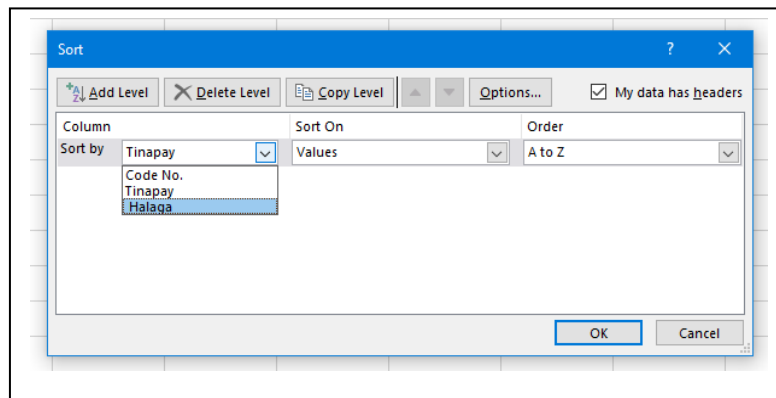 Sort ? ×
Add Level Delete Level Copy Level Options... My data has headers
Column Sort On Order
Sort by Tinapay Values A to Z
Code No.
Tinapay
Halaga
OK Cancel